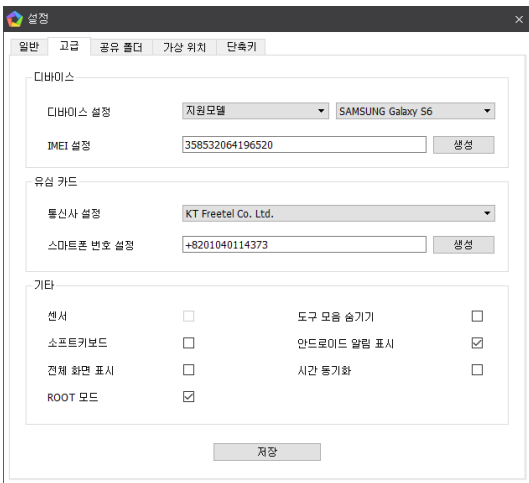 설정
일반 고급 공유 폴더 가상 위치 단축키
디바이스
디바이스 설정 지원모델 SAMSUNG Galaxy S6
IMEI 설정 358532064196520 생성
유심 카드
통신사 설정 KT Freetel Co. Ltd.
스마트폰 번호 설정 +8201040114373 생성
기타
센서 도구 모음 숨기기
소프트키보드 안드로이드 알림 표시
전체 화면 표시 시간 동기화
ROOT 모드
저장